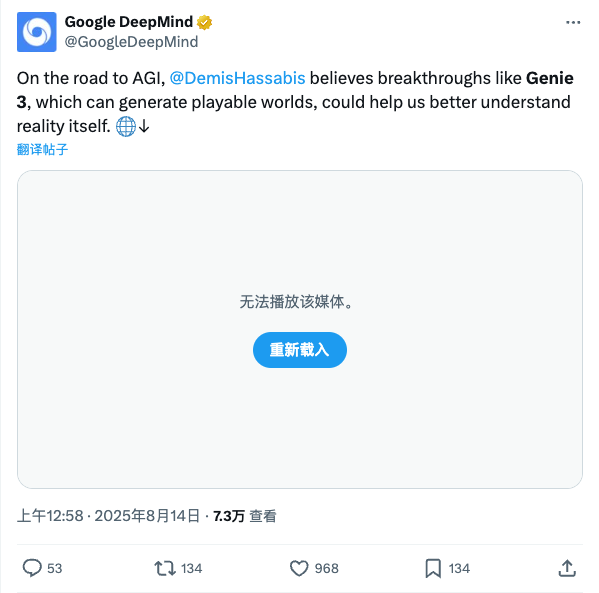 Google DeepMind
@GoogleDeepMind
On the road to AGI, @DemisHassabis believes breakthroughs like Genie
3, which can generate playable worlds, could help us better understand
reality itself. 🌐↓
翻译帖子
无法播放该媒体。
重新载入
上午12:58 · 2025年8月14日 · 7.3万 查看
53 134 968 134